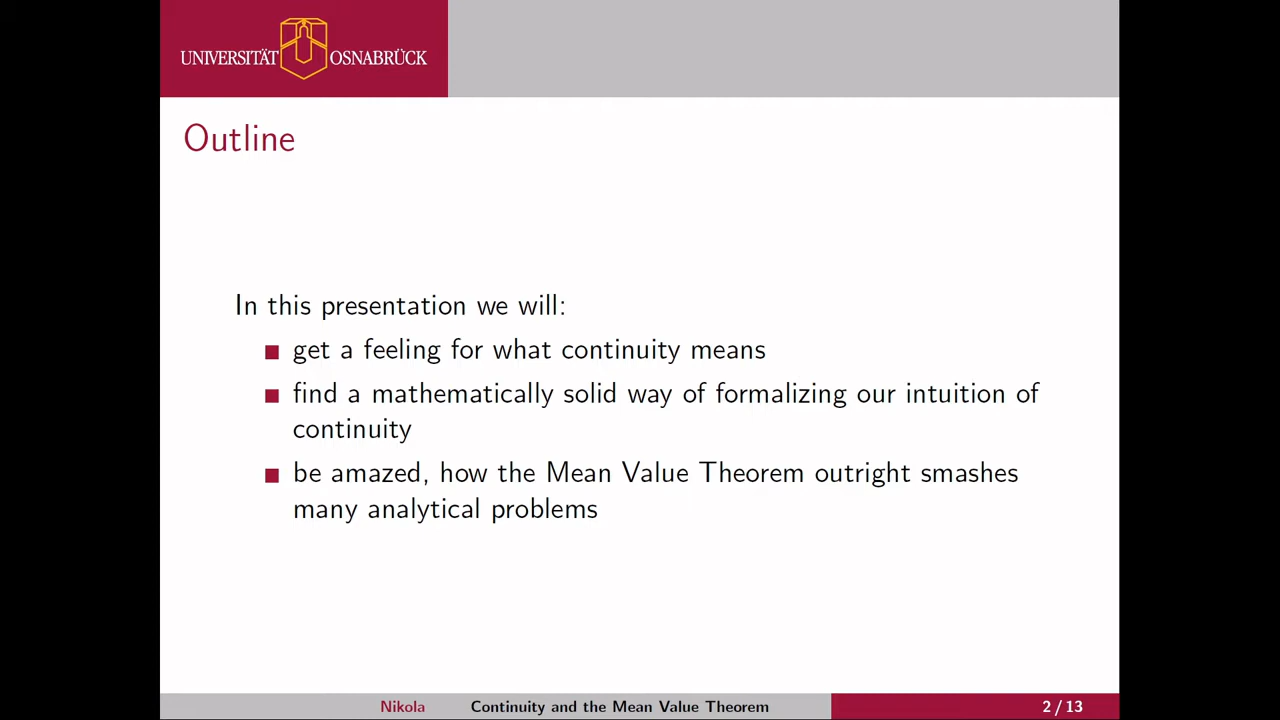 UNIVERSITÄT OSNABRÜCK
Outline
In this presentation we will:
get a feeling for what continuity means
find a mathematically solid way of formalizing our intuition of
continuity
be amazed, how the Mean Value Theorem outright smashes
many analytical problems
Nikola Continuity and the Mean Value Theorem 2 / 13